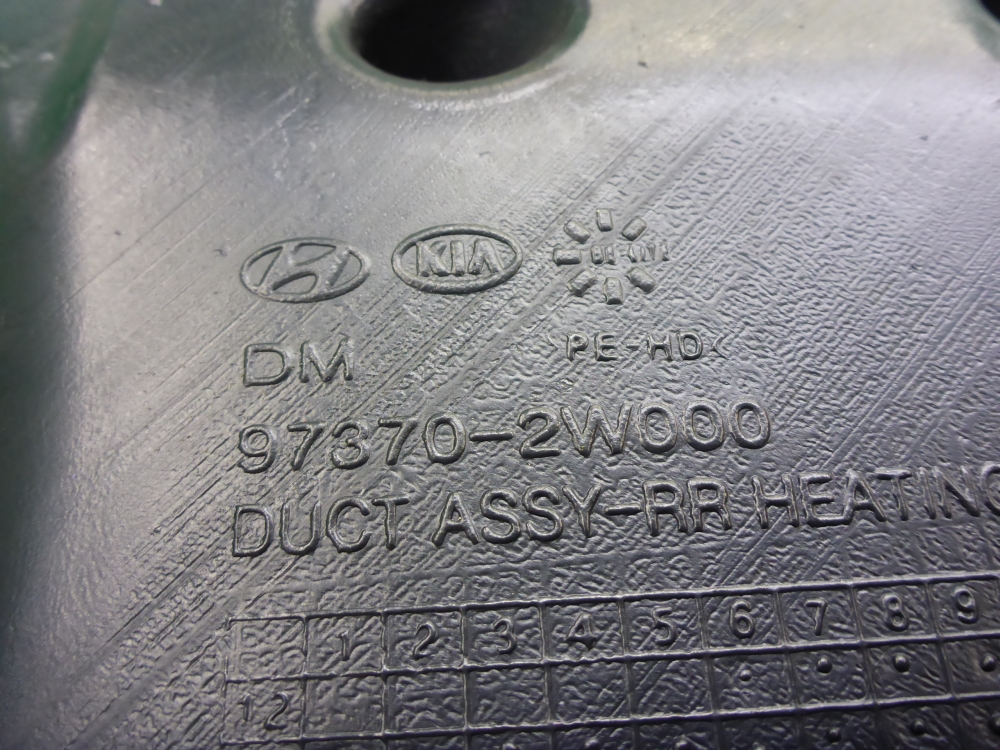 KIA
DM >PE-HD<
97370-2W000
DUCT ASSY-RR HEATING
1 2 3 4 5 6 7 8 9
12